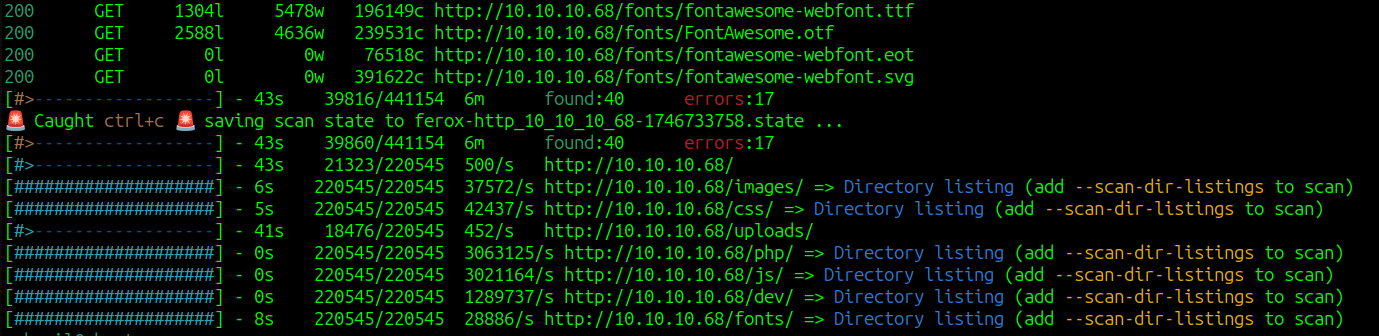 200 GET 1304l 5478w 196149c http://10.10.10.68/fonts/fontawesome-webfont.ttf
200 GET 2588l 4636w 239531c http://10.10.10.68/fonts/FontAwesome.otf
200 GET 0l 0w 76518c http://10.10.10.68/fonts/fontawesome-webfont.eot
200 GET 0l 0w 391622c http://10.10.10.68/fonts/fontawesome-webfont.svg
[#>------------------] - 43s 39816/441154 6m found:40 errors:17
🚨 Caught ctrl+c 🚨 saving scan state to ferox-http_10_10_10_68-1746733758.state ...
[#>------------------] - 43s 39860/441154 6m found:40 errors:17
[#>------------------] - 43s 21323/220545 500/s http://10.10.10.68/
[####################] - 6s 220545/220545 37572/s http://10.10.10.68/images/ => Directory listing (add --scan-dir-listings to scan)
[####################] - 5s 220545/220545 42437/s http://10.10.10.68/css/ => Directory listing (add --scan-dir-listings to scan)
[#>------------------] - 41s 18476/220545 452/s http://10.10.10.68/uploads/
[####################] - 0s 220545/220545 3063125/s http://10.10.10.68/php/ => Directory listing (add --scan-dir-listings to scan)
[####################] - 0s 220545/220545 3021164/s http://10.10.10.68/js/ => Directory listing (add --scan-dir-listings to scan)
[####################] - 0s 220545/220545 1289737/s http://10.10.10.68/dev/ => Directory listing (add --scan-dir-listings to scan)
[####################] - 8s 220545/220545 28886/s http://10.10.10.68/fonts/ => Directory listing (add --scan-dir-listings to scan)